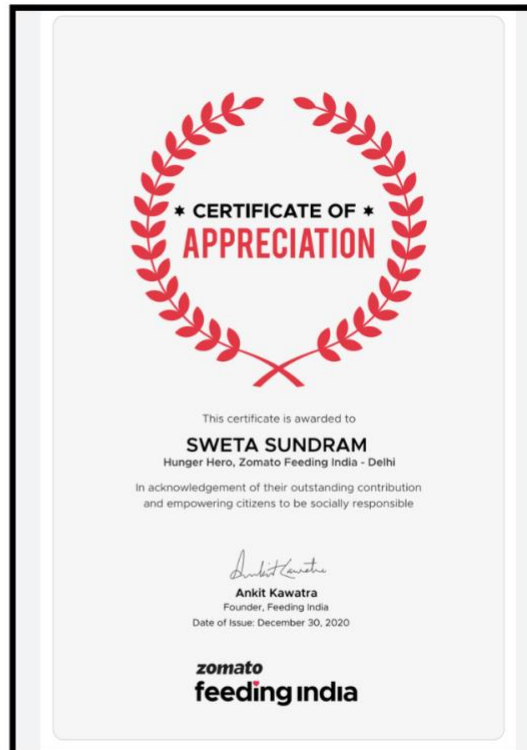 CERTIFICATE OF
APPRECIATION
This certificate is awarded to
SWETA SUNDRAM
Hunger Hero, Zomato Feeding India - Delhi
In acknowledgement of their outstanding contribution
and empowering citizens to be socially responsible
Ankit Kawatra
Ankit Kawatra
Founder, Feeding India
Date of Issue: December 30, 2020
zomato
feeding india